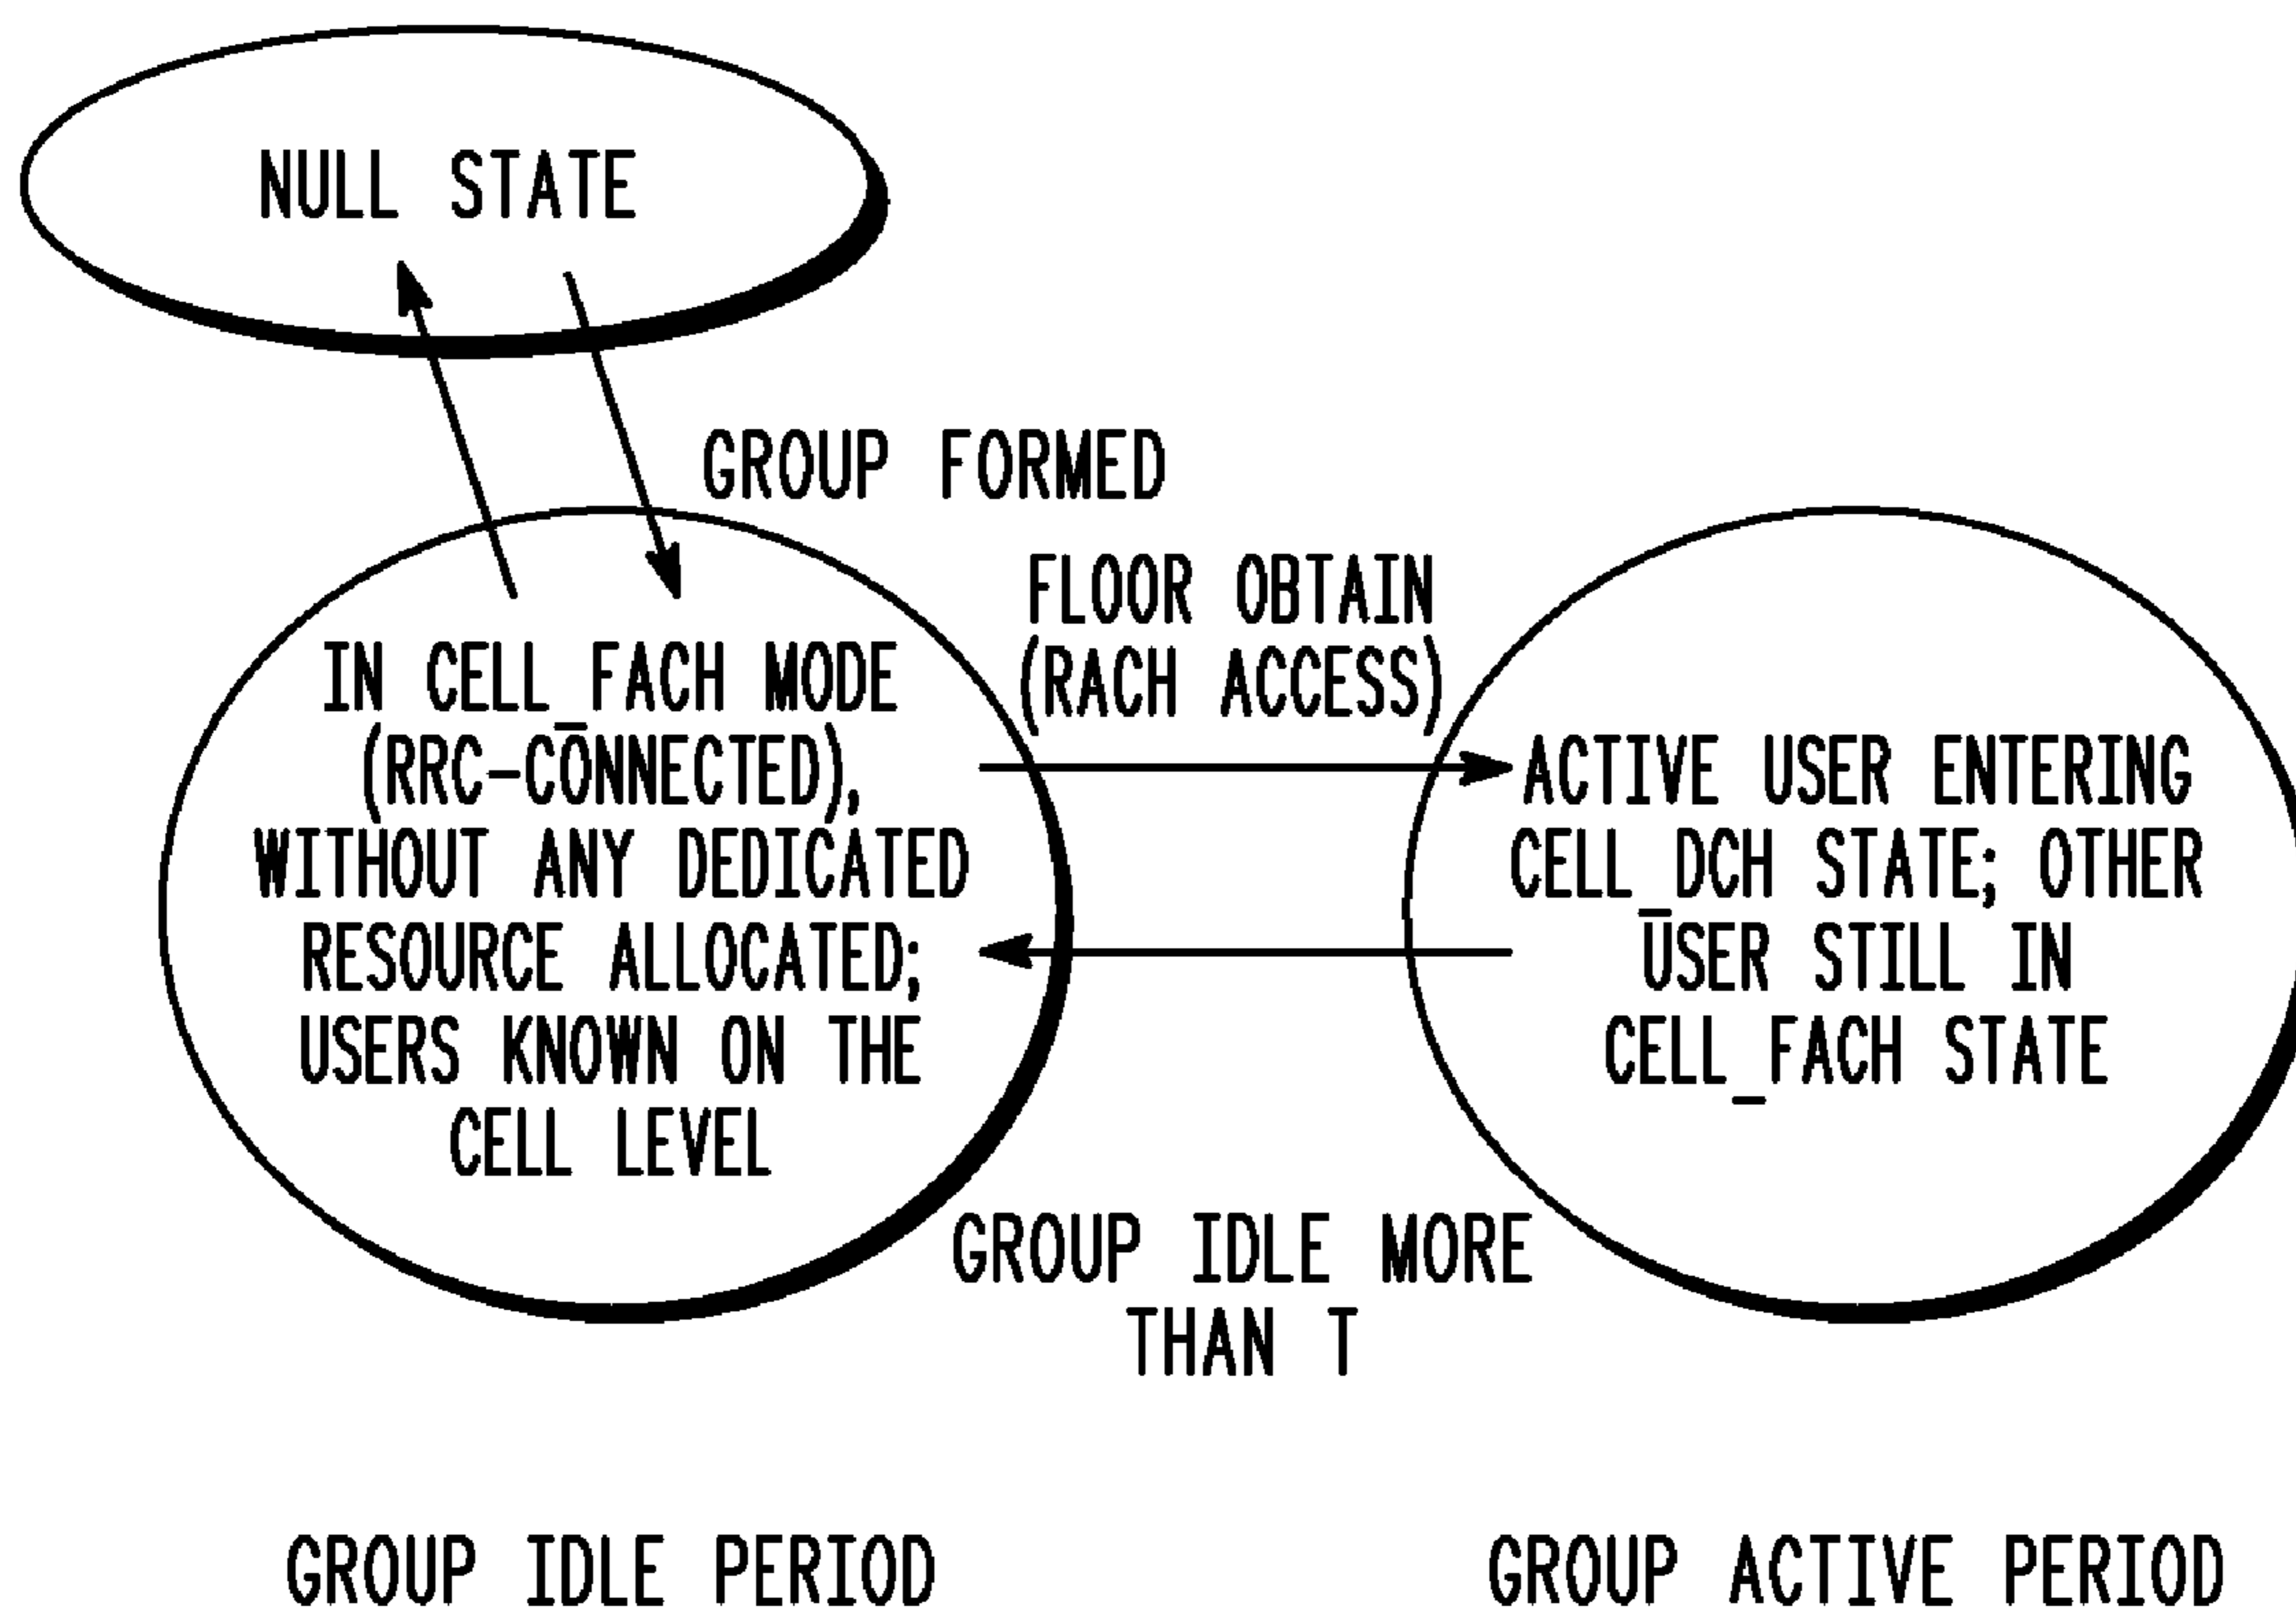 NULL STATE
GROUP FORMED
FLOOR OBTAIN
(RACH ACCESS)
IN CELL_FACH MODE
(RRC-CONNECTED),
WITHOUT ANY DEDICATED
RESOURCE ALLOCATED;
USERS KNOWN ON THE
CELL LEVEL
ACTIVE USER ENTERING
CELL_DCH STATE; OTHER
USER STILL IN
CELL_FACH STATE
GROUP IDLE MORE
THAN T
GROUP IDLE PERIOD
GROUP ACTIVE PERIOD